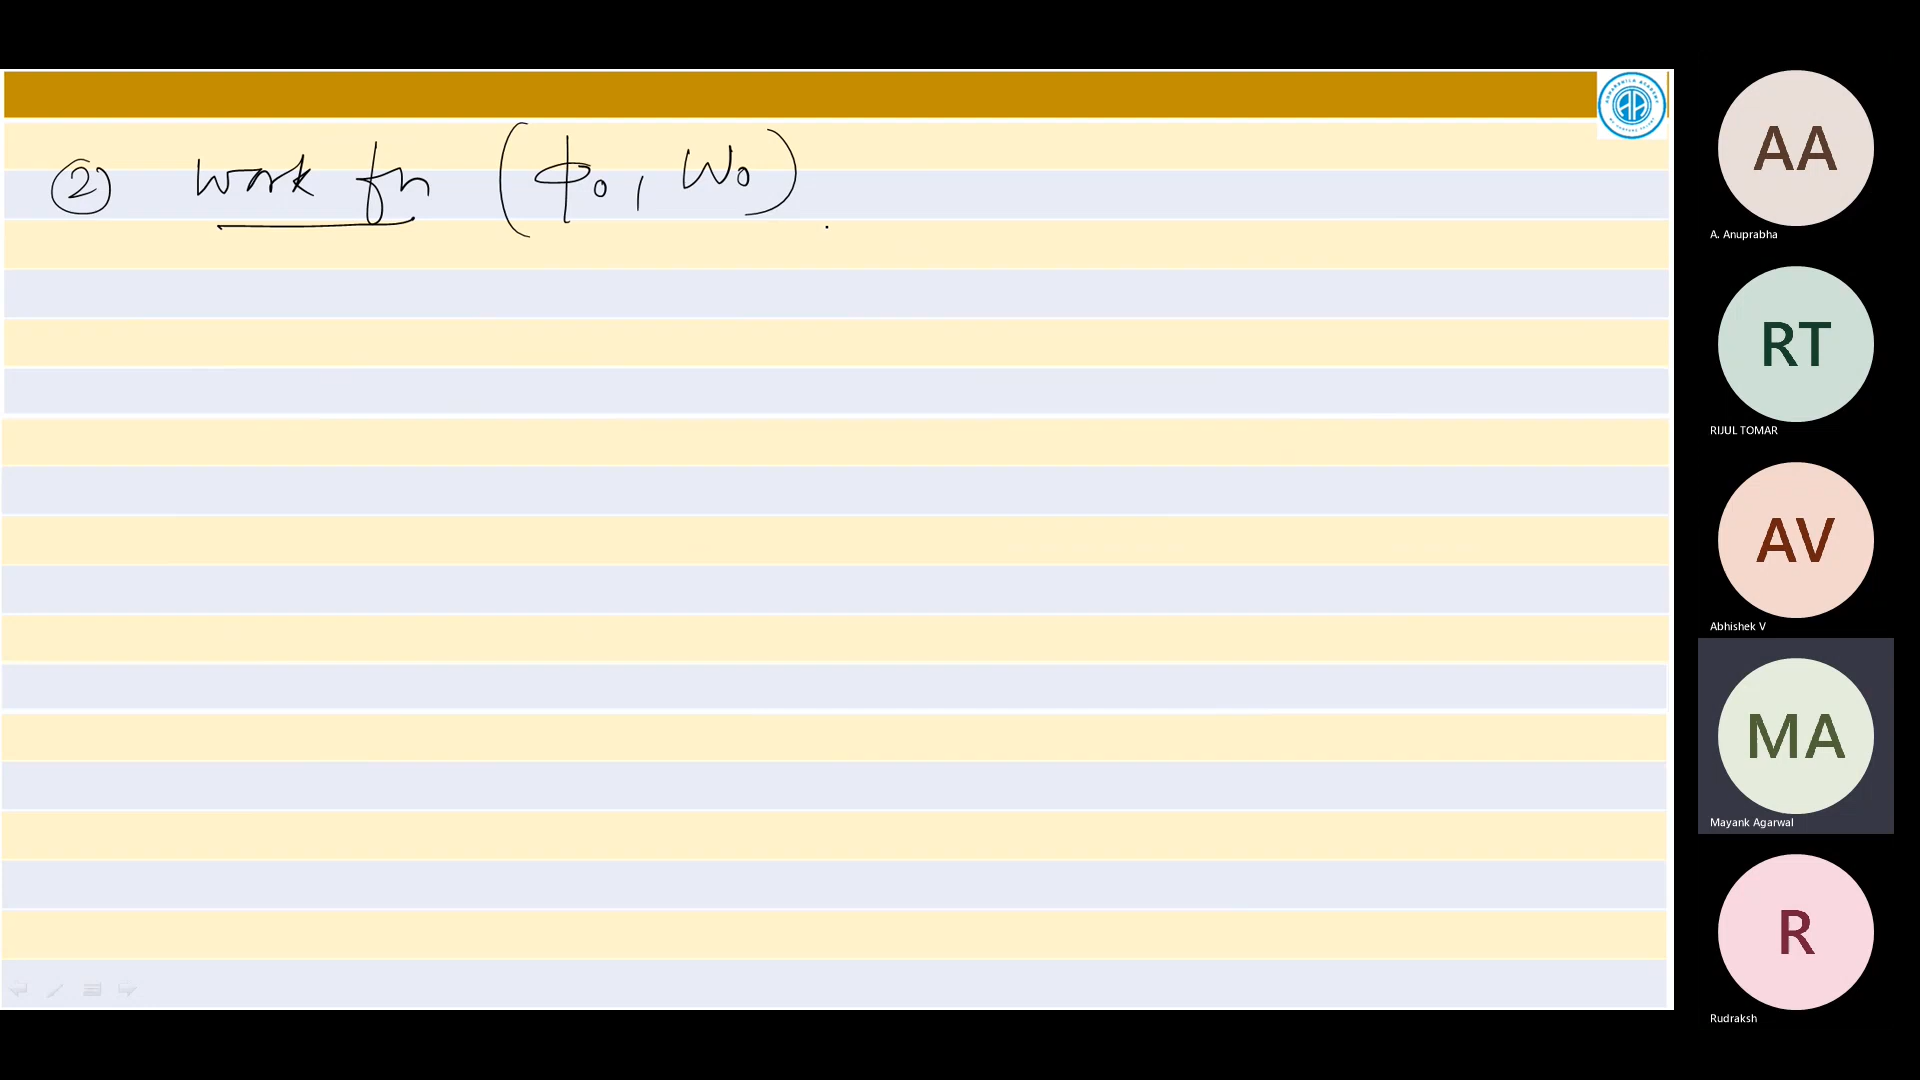 ② Work fn (ϕ₀, W₀).
AA
A. Anuprabha
RT
RIJUL TOMAR
AV
Abhishek V
MA
Mayank Agarwal
R
Rudraksh